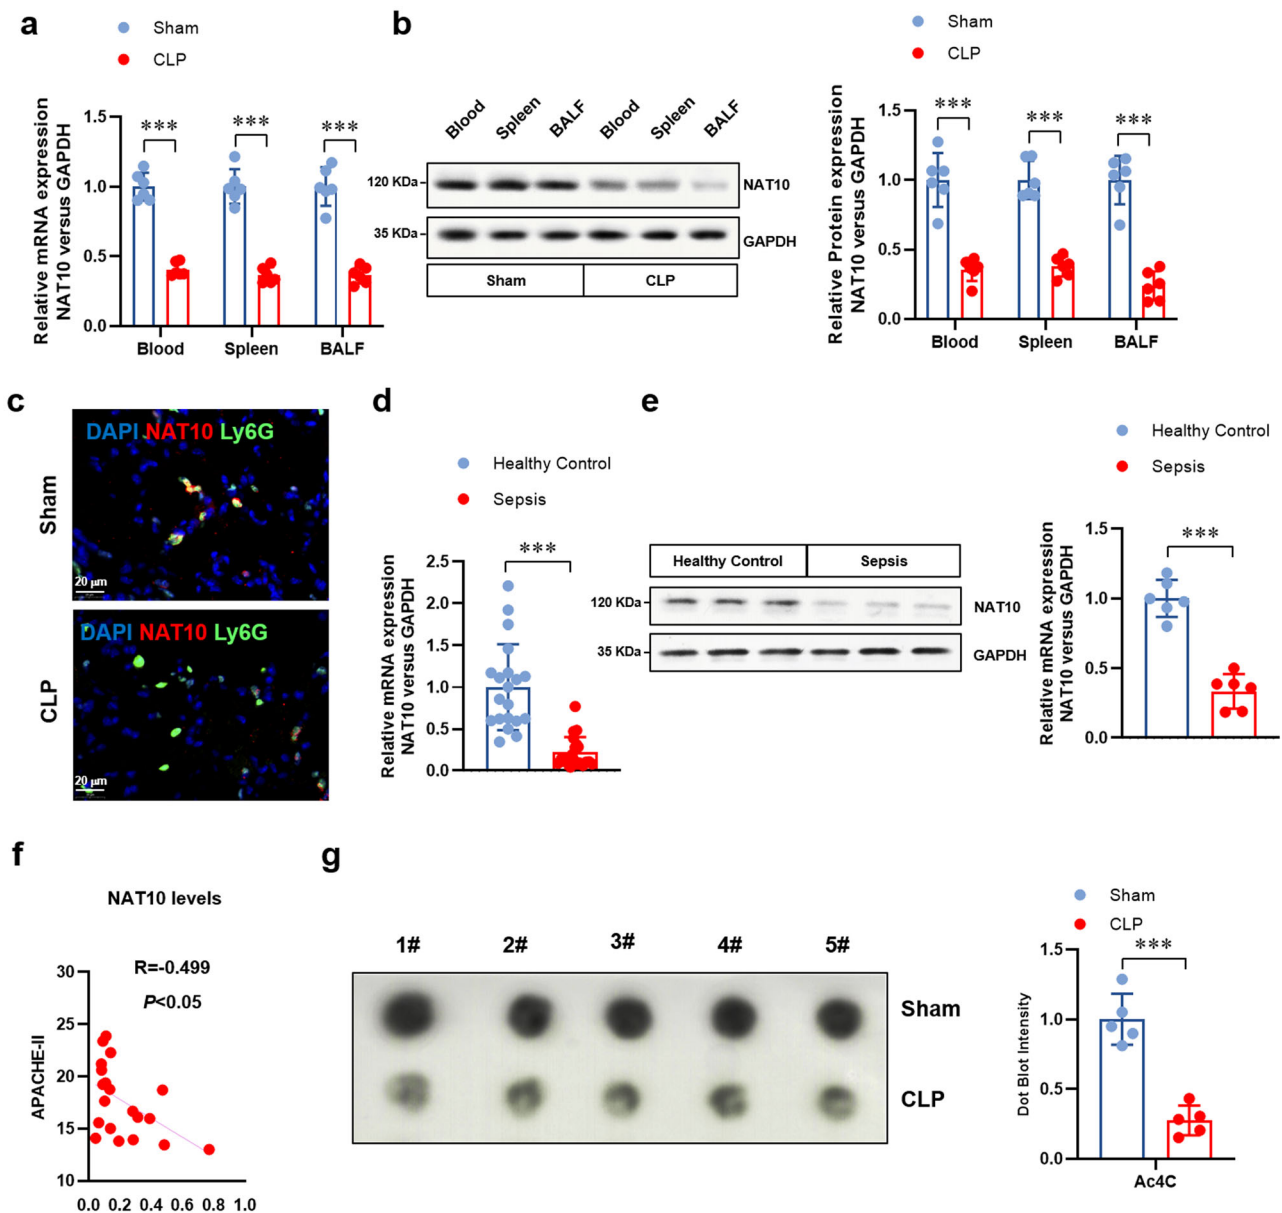 a
Sham
CLP
Relative mRNA expression
NAT10 versus GAPDH
1.5
1.0
0.5
0.0
***
***
***
Blood
Spleen
BALF
b
Blood
Spleen
BALF
Blood
Spleen
BALF
120 KDa
NAT10
35 KDa
GAPDH
Sham
CLP
Sham
CLP
Relative Protein expression
NAT10 versus GAPDH
1.5
1.0
0.5
0.0
***
***
***
Blood
Spleen
BALF
c
Sham
DAPI NAT10 Ly6G
20 μm
CLP
DAPI NAT10 Ly6G
20 μm
d
Healthy Control
Sepsis
Relative mRNA expression
NAT10 versus GAPDH
2.5
2.0
1.5
1.0
0.5
0.0
***
e
Healthy Control
Sepsis
120 KDa
NAT10
35 KDa
GAPDH
Healthy Control
Sepsis
Relative mRNA expression
NAT10 versus GAPDH
1.5
1.0
0.5
0.0
***
f
NAT10 levels
R=-0.499
P<0.05
APACHE-II
30
25
20
15
10
0.0 0.2 0.4 0.6 0.8 1.0
g
1# 2# 3# 4# 5#
Sham
CLP
Sham
CLP
Dot Blot Intensity
1.5
1.0
0.5
0.0
***
Ac4C